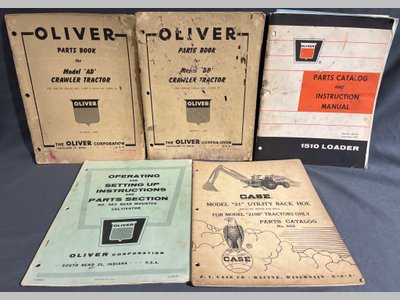 OLIVER
PARTS BOOK
for
Model "AD"
CRAWLER TRACTOR
OLIVER
THE OLIVER CORPORATION
OLIVER
PARTS BOOK
for
Model "DD"
CRAWLER TRACTOR
OLIVER
THE OLIVER CORPORATION
OLIVER
PARTS CATALOG
AND
INSTRUCTION
MANUAL
1510 LOADER
OPERATING
and
SETTING UP
INSTRUCTIONS
and
PARTS SECTION
CULTIVATOR
OLIVER
OLIVER CORPORATION
SOUTH BEND 21, INDIANA U.S.A.
CASE
MODEL "21" UTILITY BACK HOE
FOR MODEL "210B" TRACTORS ONLY
PARTS CATALOG
CASE
J. I. CASE CO. - RACINE, WISCONSIN, U.S.A.